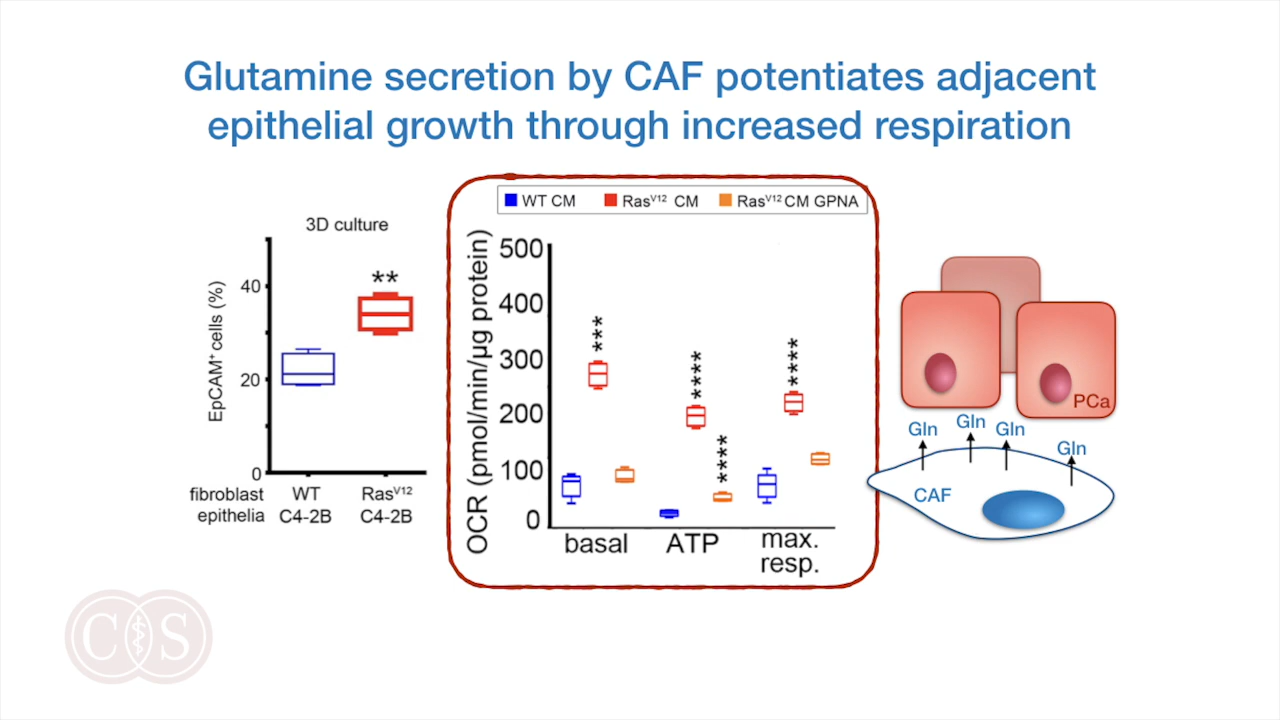 Glutamine secretion by CAF potentiates adjacent
epithelial growth through increased respiration
3D culture
EpCAM⁺ cells (%)
40
20
0
**
fibroblast WT Rasⱽ¹²
epithelia C4-2B C4-2B
WT CM Rasⱽ¹² CM Rasⱽ¹² CM GPNA
OCR (pmol/min/µg protein)
500
400
300
200
100
0
***
****
****
****
basal ATP max.
resp.
PCa
Gln Gln Gln Gln
CAF
C S